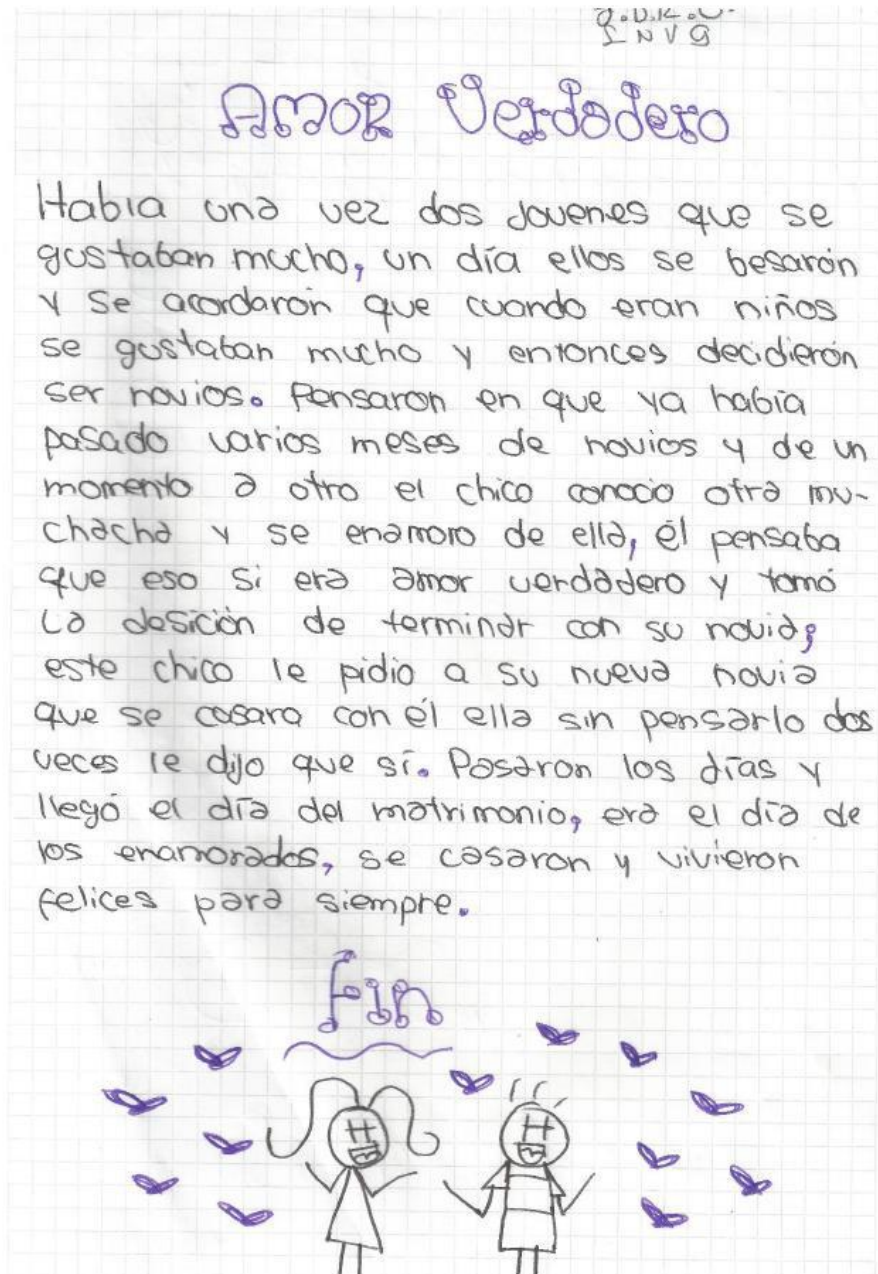 I N V G
Amor Verdadero
Habia una vez dos jovenes que se
gustaban mucho, un día ellos se besarón
y se acordarón que cuando eran niños
se gustaban mucho y entonces decidierón
ser novios. Pensaron en que ya había
pasado varios meses de novios y de un
momento a otro el chico conocio otra mu-
chacha y se enamoro de ella, él pensaba
que eso si era amor verdadero y tomó
la desición de terminar con su novia;
este chico le pidio a su nueva novia
que se casara con él ella sin pensarlo dos
veces le dijo que sí. Pasaron los días y
llegó el día del matrimonio, era el día de
los enamorados, se casaron y vivieron
felices para siempre.
Fin